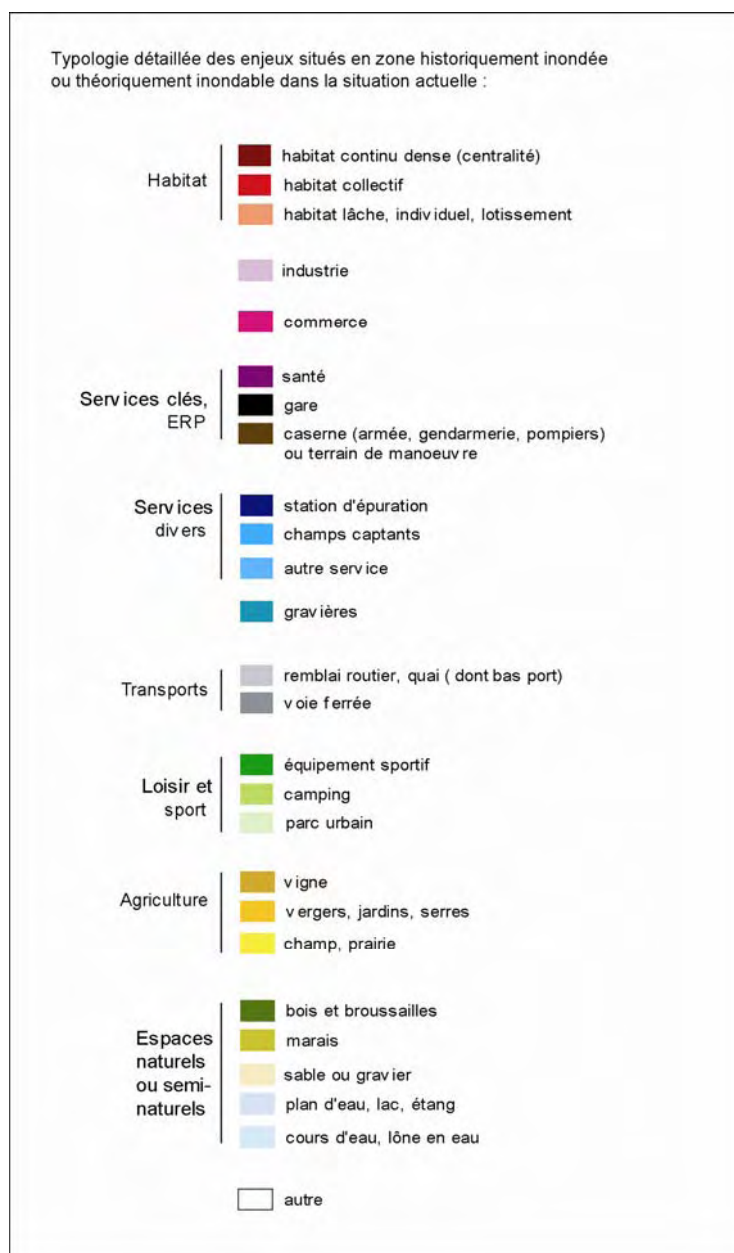 Typologie détaillée des enjeux situés en zone historiquement inondée
ou théoriquement inondable dans la situation actuelle :
Habitat
habitat continu dense (centralité)
habitat collectif
habitat lâche, individuel, lotissement
industrie
commerce
Services clés,
ERP
santé
gare
caserne (armée, gendarmerie, pompiers)
ou terrain de manoeuvre
Services
divers
station d'épuration
champs captants
autre service
gravières
Transports
remblai routier, quai ( dont bas port)
voie ferrée
Loisir et
sport
équipement sportif
camping
parc urbain
Agriculture
vigne
vergers, jardins, serres
champ, prairie
Espaces
naturels
ou semi-
naturels
bois et broussailles
marais
sable ou gravier
plan d'eau, lac, étang
cours d'eau, lône en eau
autre